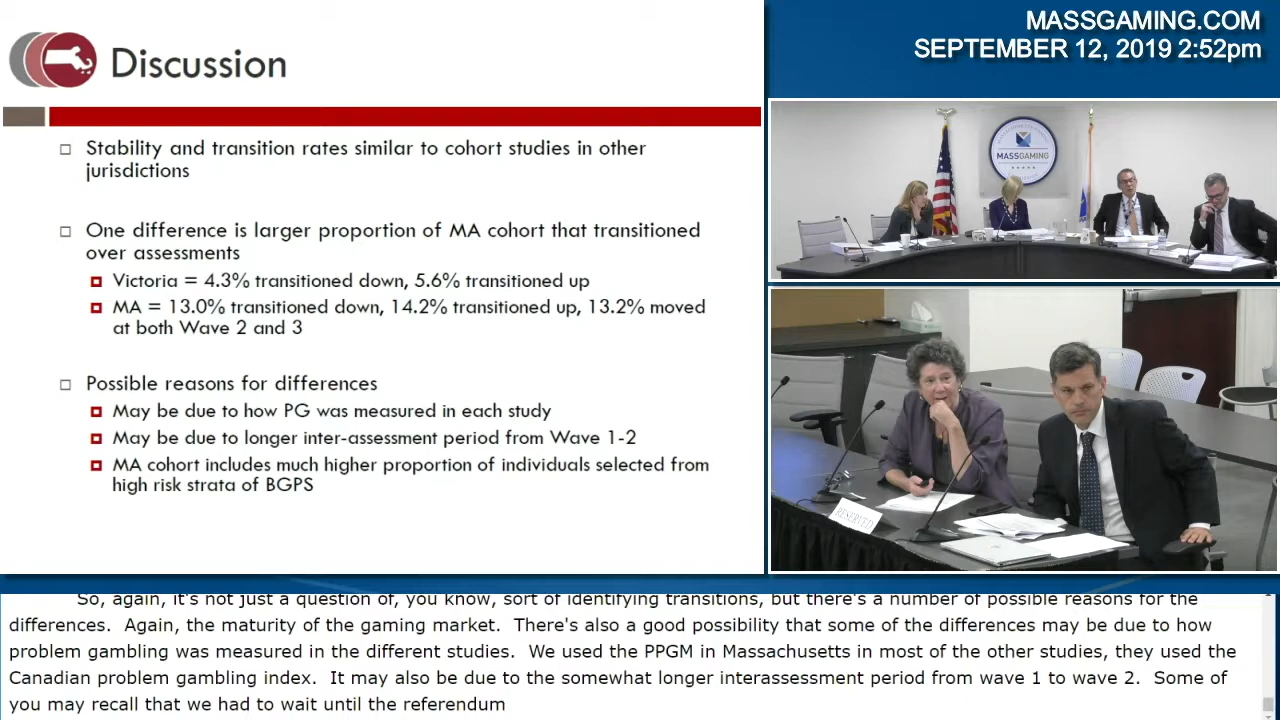 MASSGAMING.COM
SEPTEMBER 12, 2019 2:52pm
Discussion
Stability and transition rates similar to cohort studies in other
jurisdictions
One difference is larger proportion of MA cohort that transitioned
over assessments
Victoria = 4.3% transitioned down, 5.6% transitioned up
MA = 13.0% transitioned down, 14.2% transitioned up, 13.2% moved
at both Wave 2 and 3
Possible reasons for differences
May be due to how PG was measured in each study
May be due to longer inter-assessment period from Wave 1-2
MA cohort includes much higher proportion of individuals selected from
high risk strata of BGPS
MASSGAMING
RESERVED
So, again, it's not just a question of, you know, sort of identifying transitions, but there's a number of possible reasons for the
differences. Again, the maturity of the gaming market. There's also a good possibility that some of the differences may be due to how
problem gambling was measured in the different studies. We used the PPGM in Massachusetts in most of the other studies, they used the
Canadian problem gambling index. It may also be due to the somewhat longer interassessment period from wave 1 to wave 2. Some of
you may recall that we had to wait until the referendum